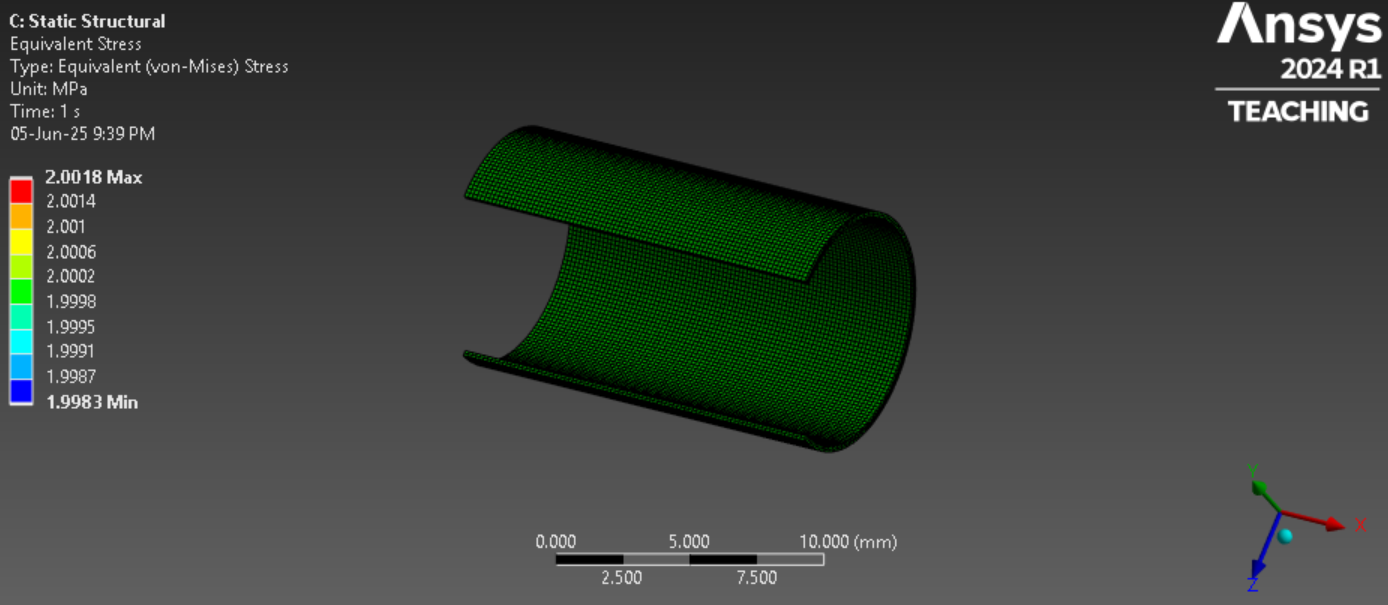 C: Static Structural
Equivalent Stress
Type: Equivalent (von-Mises) Stress
Unit: MPa
Time: 1 s
05-Jun-25 9:39 PM
2.0018 Max
2.0014
2.001
2.0006
2.0002
1.9998
1.9995
1.9991
1.9987
1.9983 Min
Ansys
2024 R1
TEACHING
0.000 5.000 10.000 (mm)
2.500 7.500
Y
X
Z